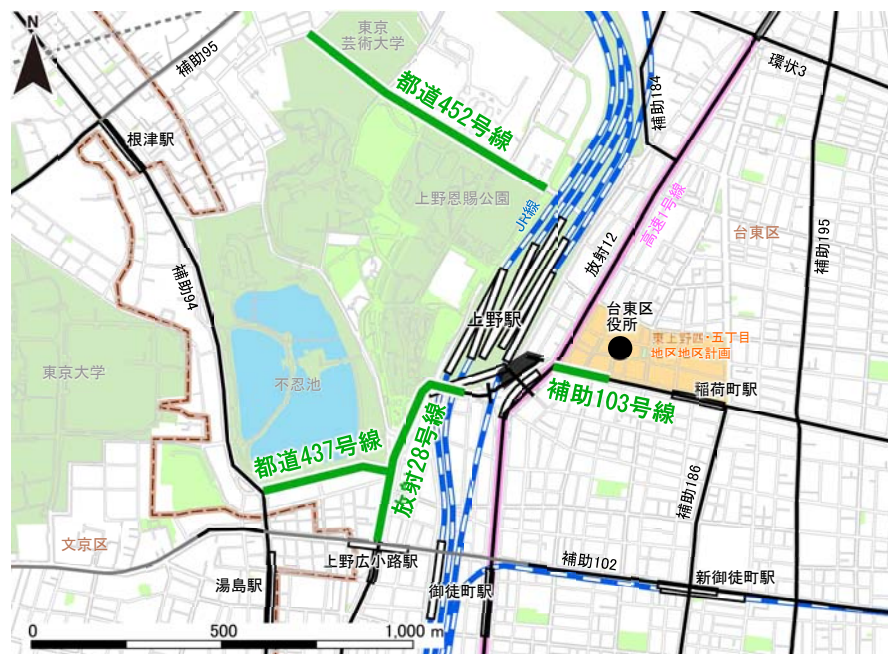 N
東京
芸術大学
補助95
環状3
都道452号線
補助184
根津駅
上野恩賜公園
JR線
高速1号線
放射12
台東区
補助195
補助94
上野駅
台東区
役所
東上野四・五丁目
地区地区計画
東京大学
不忍池
稲荷町駅
補助103号線
都道437号線
放射28号線
補助186
文京区
上野広小路駅
補助102
湯島駅
御徒町駅
新御徒町駅
0
500
1,000 m